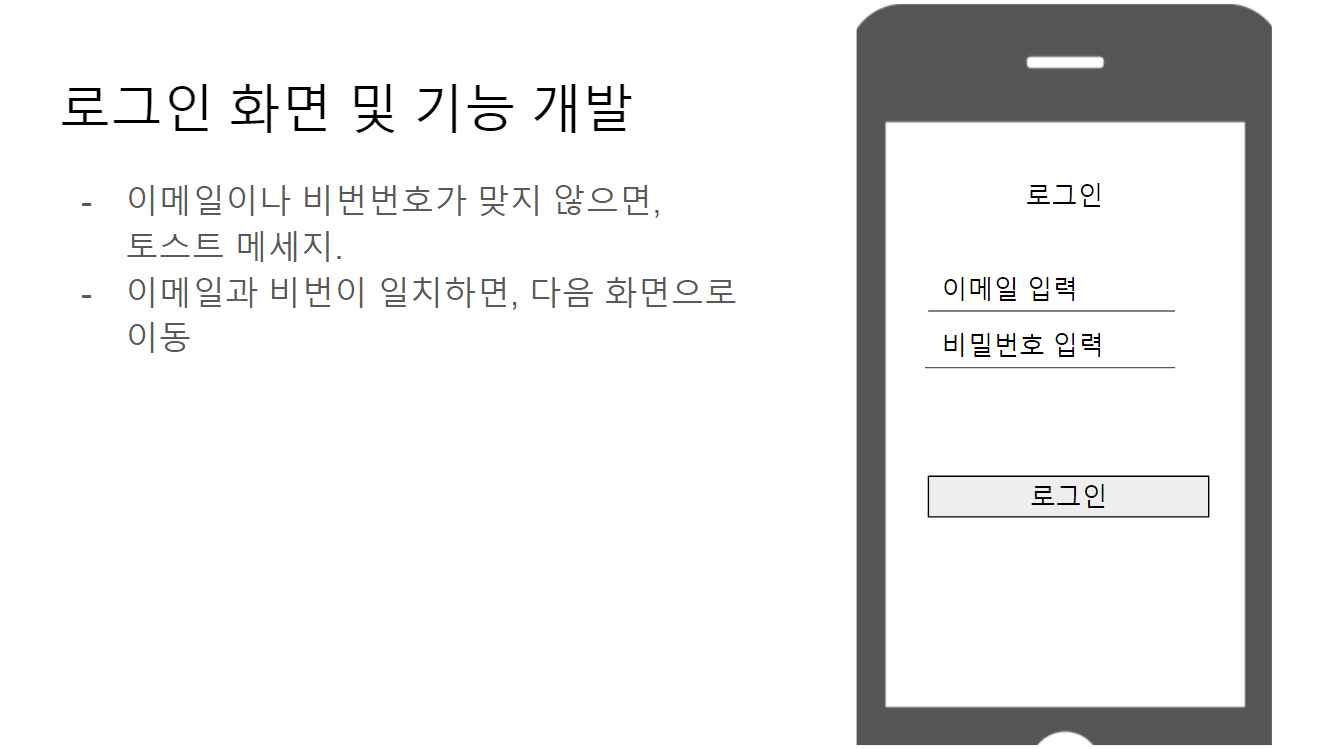 로그인 화면 및 기능 개발
- 이메일이나 비번번호가 맞지 않으면,
토스트 메세지.
- 이메일과 비번이 일치하면, 다음 화면으로
이동
로그인
이메일 입력
비밀번호 입력
로그인